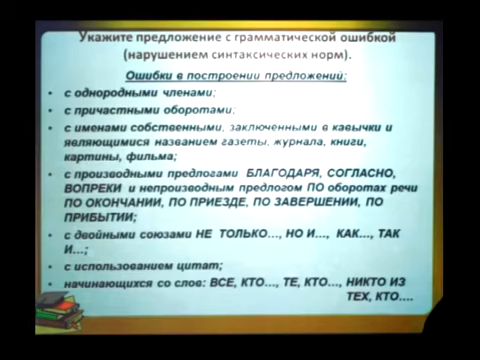 Укажите предложение с грамматической ошибкой
(нарушением синтаксических норм).
Ошибки в построении предложений:
• с однородными членами;
• с причастными оборотами;
• с именами собственными, заключенными в кавычки и
являющимися названием газеты, журнала, книги,
картины, фильма;
• с производными предлогами БЛАГОДАРЯ, СОГЛАСНО,
ВОПРЕКИ и непроизводным предлогом ПО оборотах речи
ПО ОКОНЧАНИИ, ПО ПРИЕЗДЕ, ПО ЗАВЕРШЕНИИ, ПО
ПРИБЫТИИ;
• с двойными союзами НЕ ТОЛЬКО…, НО И…, КАК…, ТАК
И…;
• с использованием цитат;
• начинающихся со слов: ВСЕ, КТО…, ТЕ, КТО…, НИКТО ИЗ
ТЕХ, КТО….